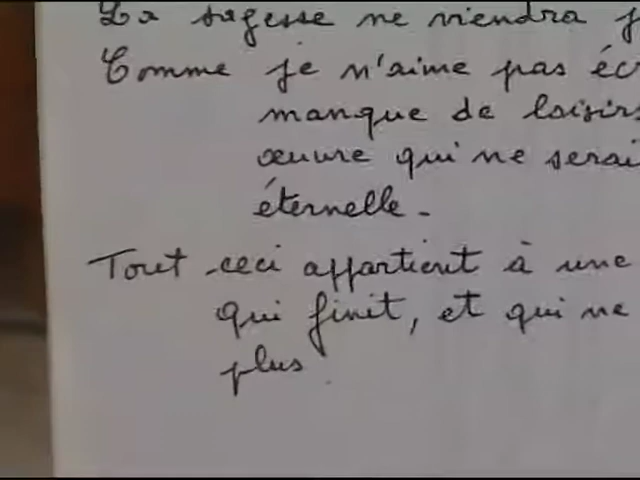 La sagesse ne viendra
Comme je n'aime pas
manque de loisirs
œuvre qui ne serai
éternelle.
Tout ceci appartient à une
qui finit, et qui ne
plus